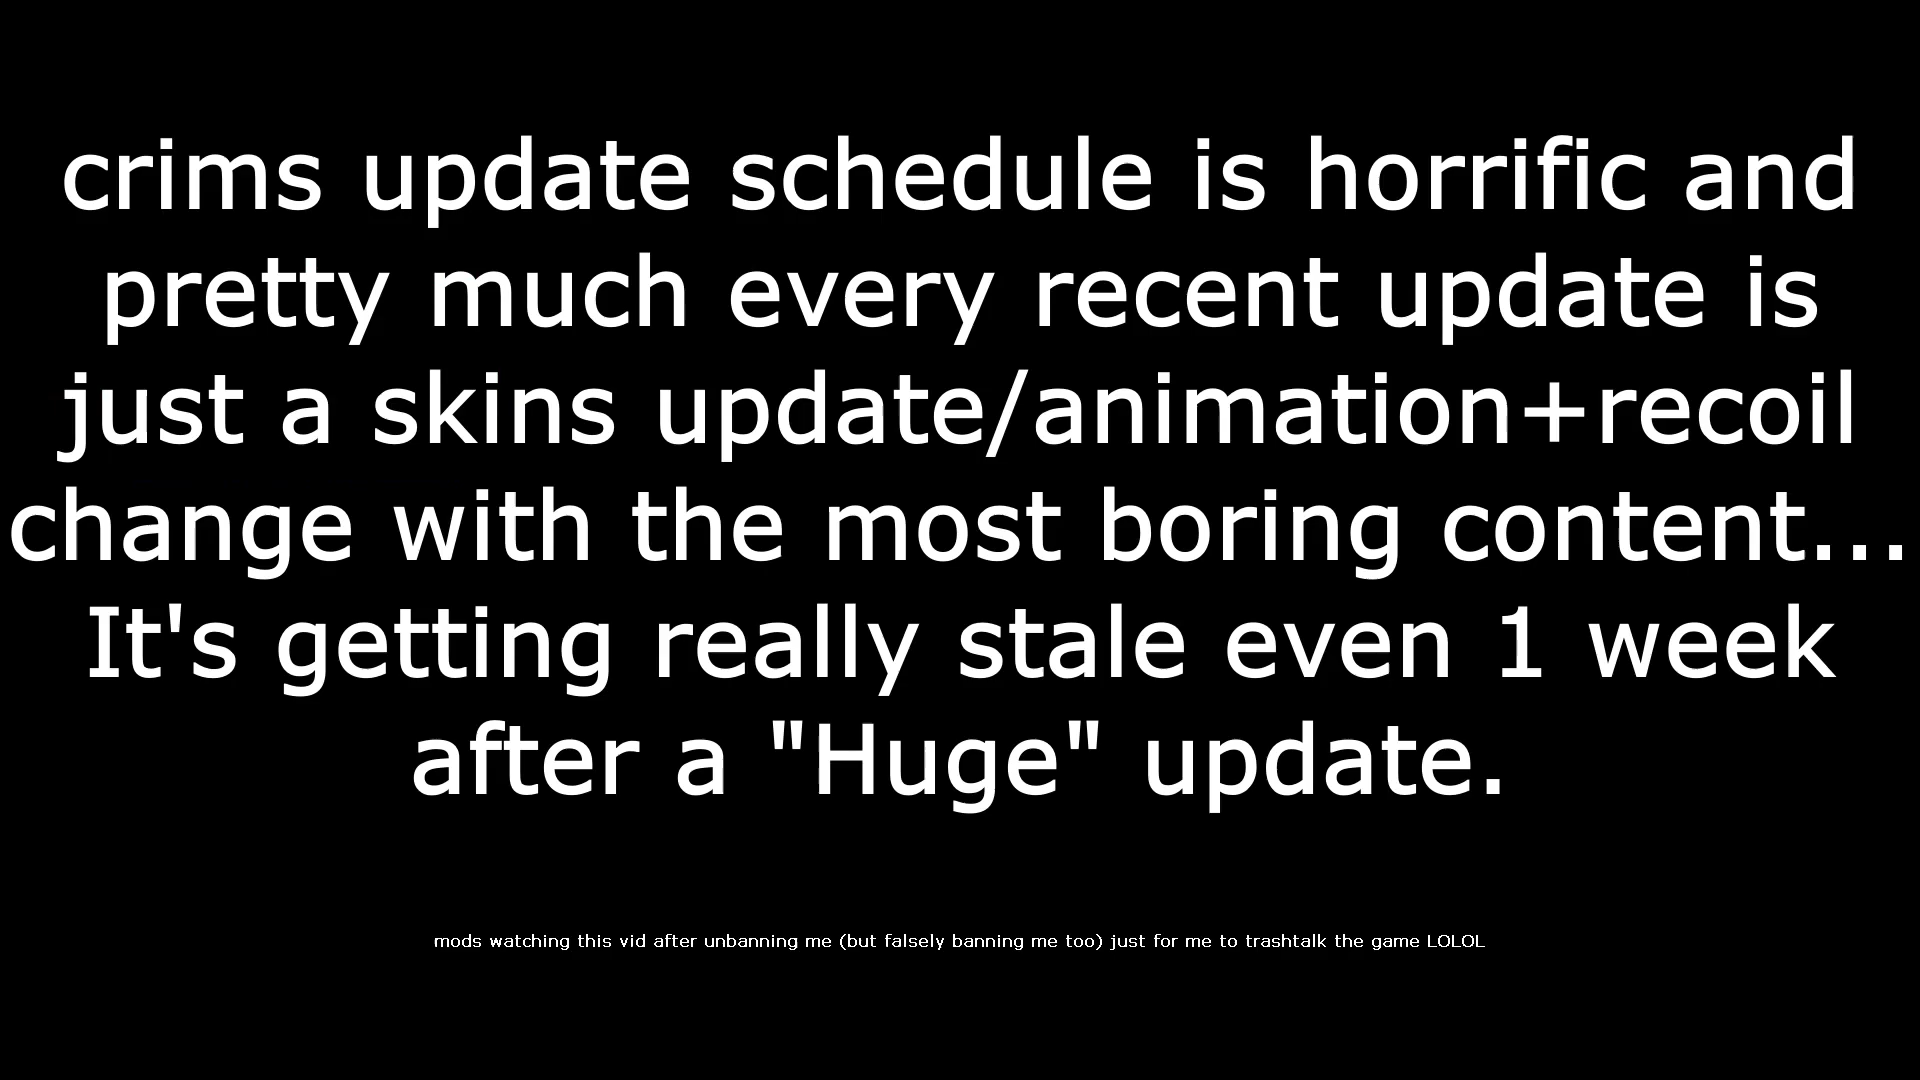 crims update schedule is horrific and
pretty much every recent update is
just a skins update/animation+recoil
change with the most boring content...
It's getting really stale even 1 week
after a "Huge" update.
mods watching this vid after unbanning me (but falsely banning me too) just for me to trashtalk the game LOLOL